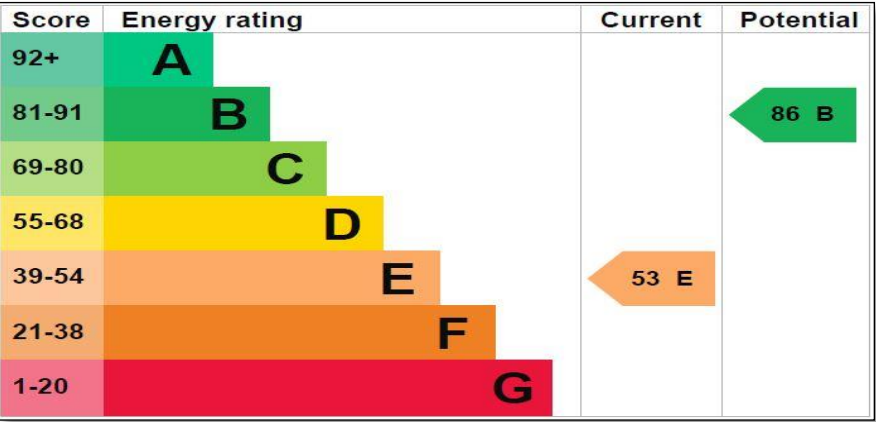 Score Energy rating Current Potential
92+ A
81-91 B 86 B
69-80 C
55-68 D
39-54 E 53 E
21-38 F
1-20 G